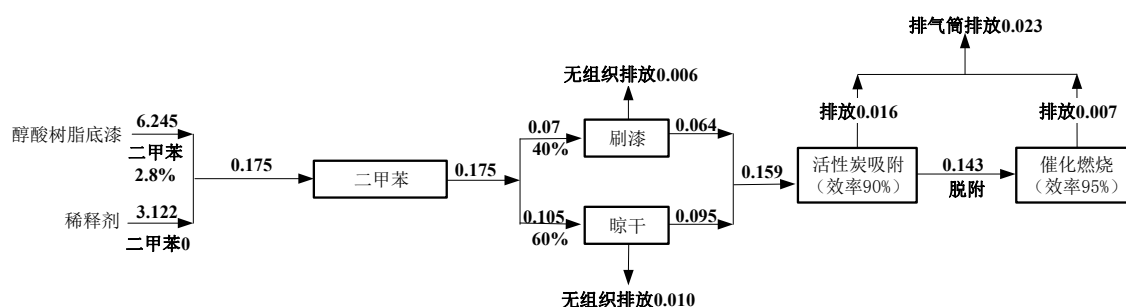 排气筒排放0.023
无组织排放0.006
醇酸树脂底漆
6.245
二甲苯
2.8%
稀释剂
3.122
二甲苯0
0.175
二甲苯
0.175
0.07
40%
刷漆
0.064
0.105
60%
晾干
0.095
无组织排放0.010
0.159
排放0.016
活性炭吸附
（效率90%）
0.143
脱附
排放0.007
催化燃烧
（效率95%）